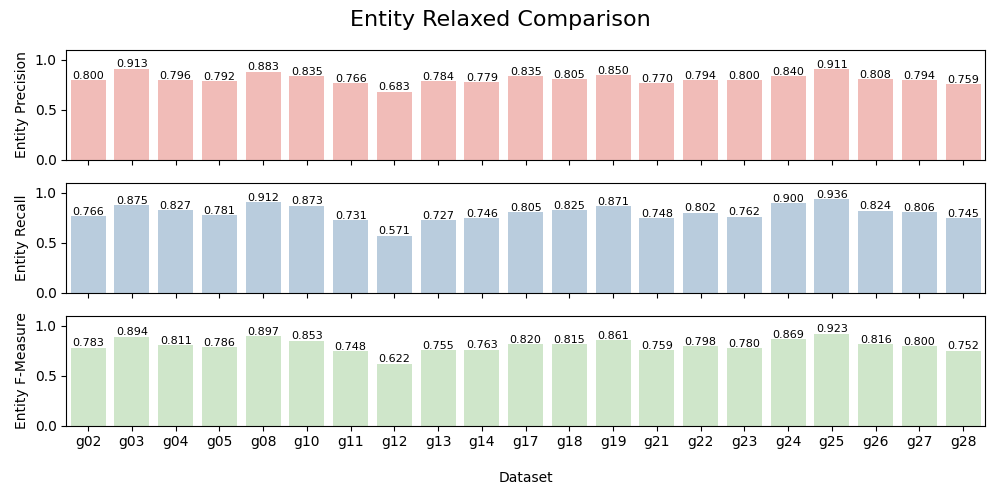 Entity Relaxed Comparison
Entity Precision
1.0
0.5
0.0
0.800 0.913 0.796 0.792 0.883 0.835 0.766 0.683 0.784 0.779 0.835 0.805 0.850 0.770 0.794 0.800 0.840 0.911 0.808 0.794 0.759
Entity Recall
1.0
0.5
0.0
0.766 0.875 0.827 0.781 0.912 0.873 0.731 0.571 0.727 0.746 0.805 0.825 0.871 0.748 0.802 0.762 0.900 0.936 0.824 0.806 0.745
Entity F-Measure
1.0
0.5
0.0
0.783 0.894 0.811 0.786 0.897 0.853 0.748 0.622 0.755 0.763 0.820 0.815 0.861 0.759 0.798 0.780 0.869 0.923 0.816 0.800 0.752
g02 g03 g04 g05 g08 g10 g11 g12 g13 g14 g17 g18 g19 g21 g22 g23 g24 g25 g26 g27 g28
Dataset